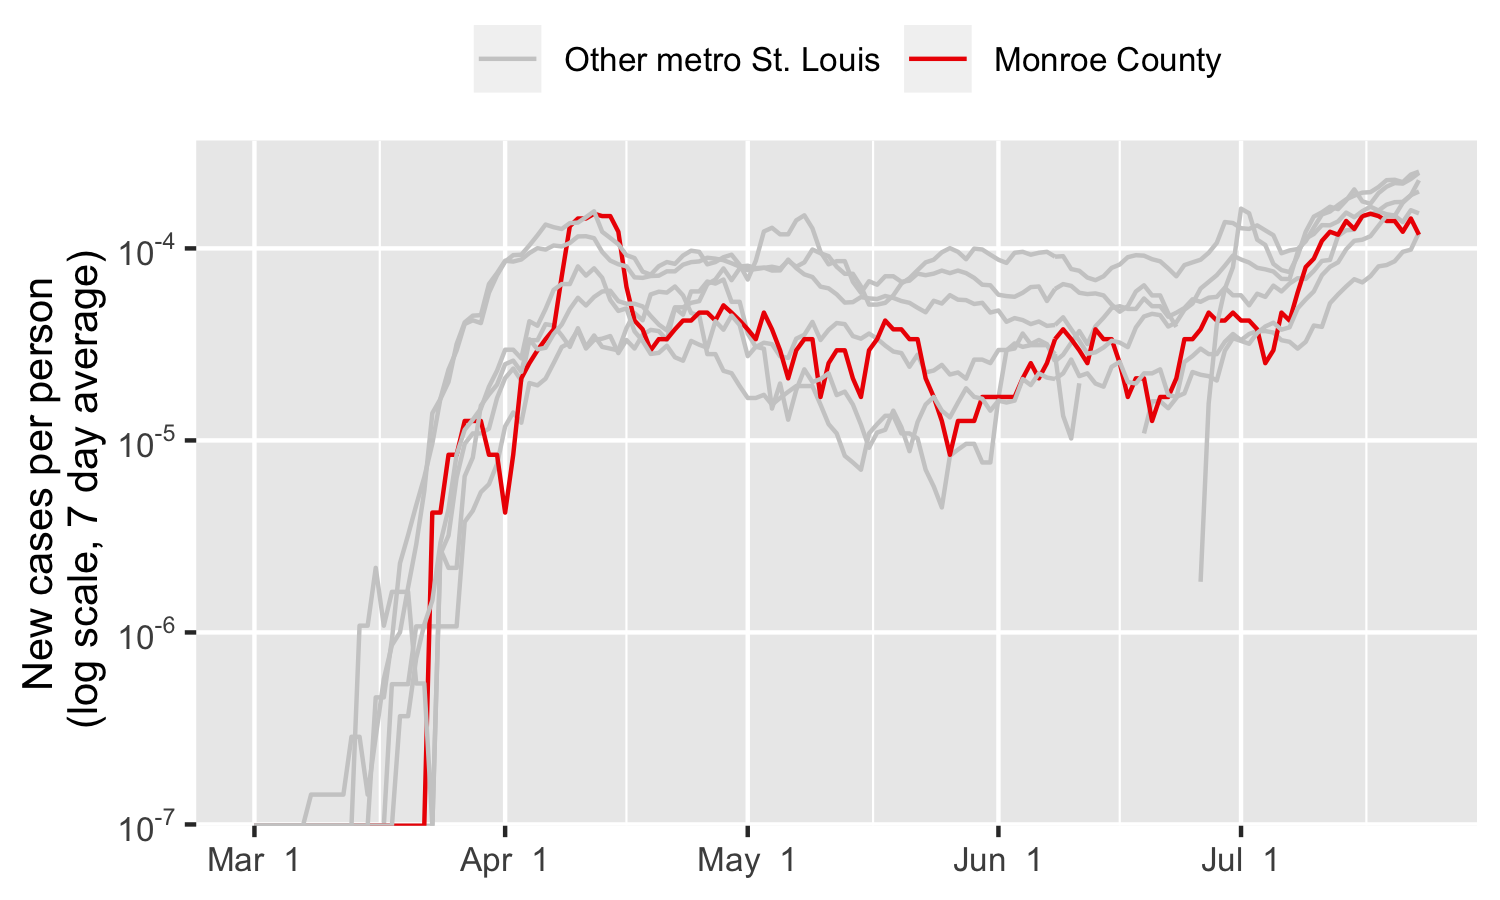 Other metro St. Louis
Monroe County
New cases per person
(log scale, 7 day average)
10⁻⁴
10⁻⁵
10⁻⁶
10⁻⁷
Mar 1
Apr 1
May 1
Jun 1
Jul 1